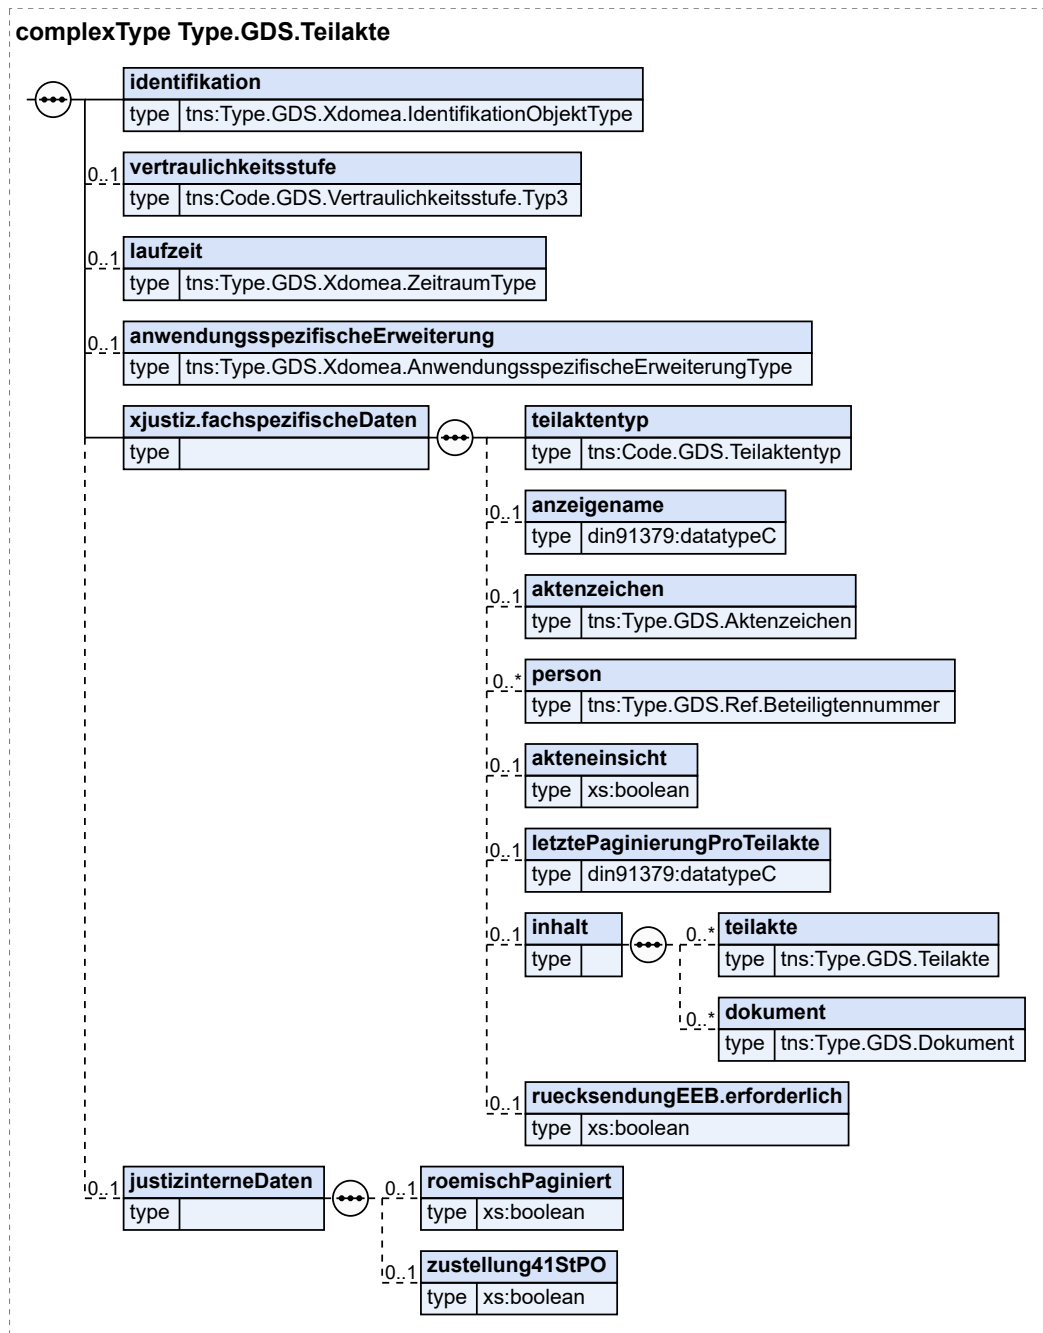 complexType Type.GDS.Teilakte
identifikation
type tns:Type.GDS.Xdomea.IdentifikationObjektType
0..1
vertraulichkeitsstufe
type tns:Code.GDS.Vertraulichkeitsstufe.Typ3
0..1
laufzeit
type tns:Type.GDS.Xdomea.ZeitraumType
0..1
anwendungsspezifischeErweiterung
type tns:Type.GDS.Xdomea.AnwendungsspezifischeErweiterungType
xjustiz.fachspezifischeDaten
type
teilaktentyp
type tns:Code.GDS.Teilaktentyp
0..1
anzeigename
type din91379:datatypeC
0..1
aktenzeichen
type tns:Type.GDS.Aktenzeichen
0..*
person
type tns:Type.GDS.Ref.Beteiligtennummer
0..1
akteneinsicht
type xs:boolean
0..1
letztePaginierungProTeilakte
type din91379:datatypeC
0..1
inhalt
type
0..*
teilakte
type tns:Type.GDS.Teilakte
0..*
dokument
type tns:Type.GDS.Dokument
0..1
ruecksendungEEB.erforderlich
type xs:boolean
0..1
justizinterneDaten
type
0..1
roemischPaginiert
type xs:boolean
0..1
zustellung41StPO
type xs:boolean